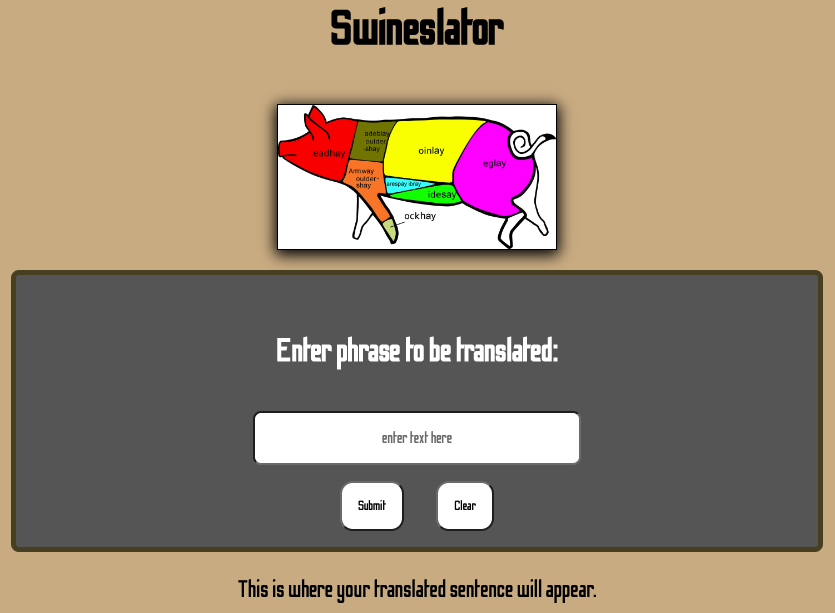 Swineslator
eadhay
adeblay
oulder
-shay
oinlay
eglay
Armway
oulder-
shay
arespay ibray
idesay
ockhay
Enter phrase to be translated:
enter text here
Submit
Clear
This is where your translated sentence will appear.